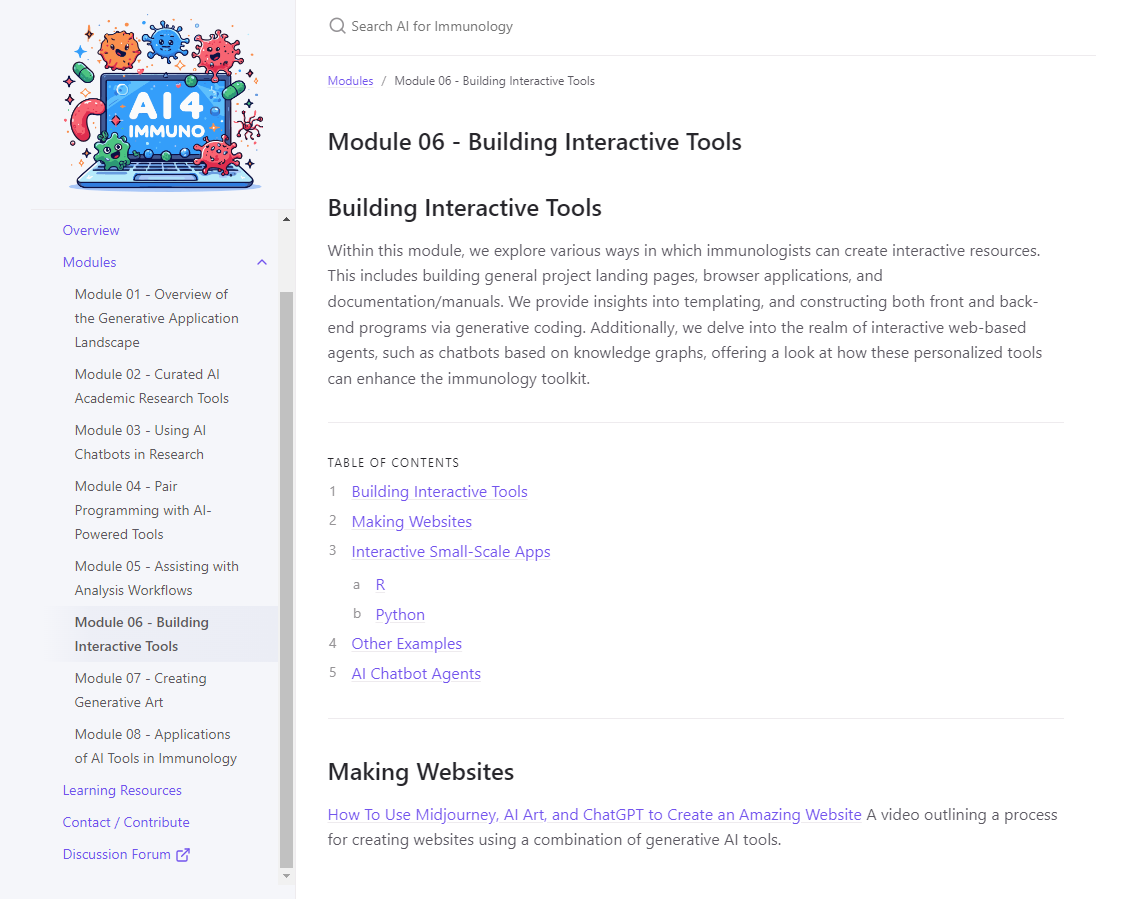 AI4
IMMUNO
Overview
Modules
Module 01 - Overview of
the Generative Application
Landscape
Module 02 - Curated AI
Academic Research Tools
Module 03 - Using AI
Chatbots in Research
Module 04 - Pair
Programming with AI-
Powered Tools
Module 05 - Assisting with
Analysis Workflows
Module 06 - Building
Interactive Tools
Module 07 - Creating
Generative Art
Module 08 - Applications
of AI Tools in Immunology
Learning Resources
Contact / Contribute
Discussion Forum
Search AI for Immunology
Modules / Module 06 - Building Interactive Tools
Module 06 - Building Interactive Tools
Building Interactive Tools
Within this module, we explore various ways in which immunologists can create interactive resources.
This includes building general project landing pages, browser applications, and
documentation/manuals. We provide insights into templating, and constructing both front and back-
end programs via generative coding. Additionally, we delve into the realm of interactive web-based
agents, such as chatbots based on knowledge graphs, offering a look at how these personalized tools
can enhance the immunology toolkit.
TABLE OF CONTENTS
1 Building Interactive Tools
2 Making Websites
3 Interactive Small-Scale Apps
a R
b Python
4 Other Examples
5 AI Chatbot Agents
Making Websites
How To Use Midjourney, AI Art, and ChatGPT to Create an Amazing Website A video outlining a process
for creating websites using a combination of generative AI tools.